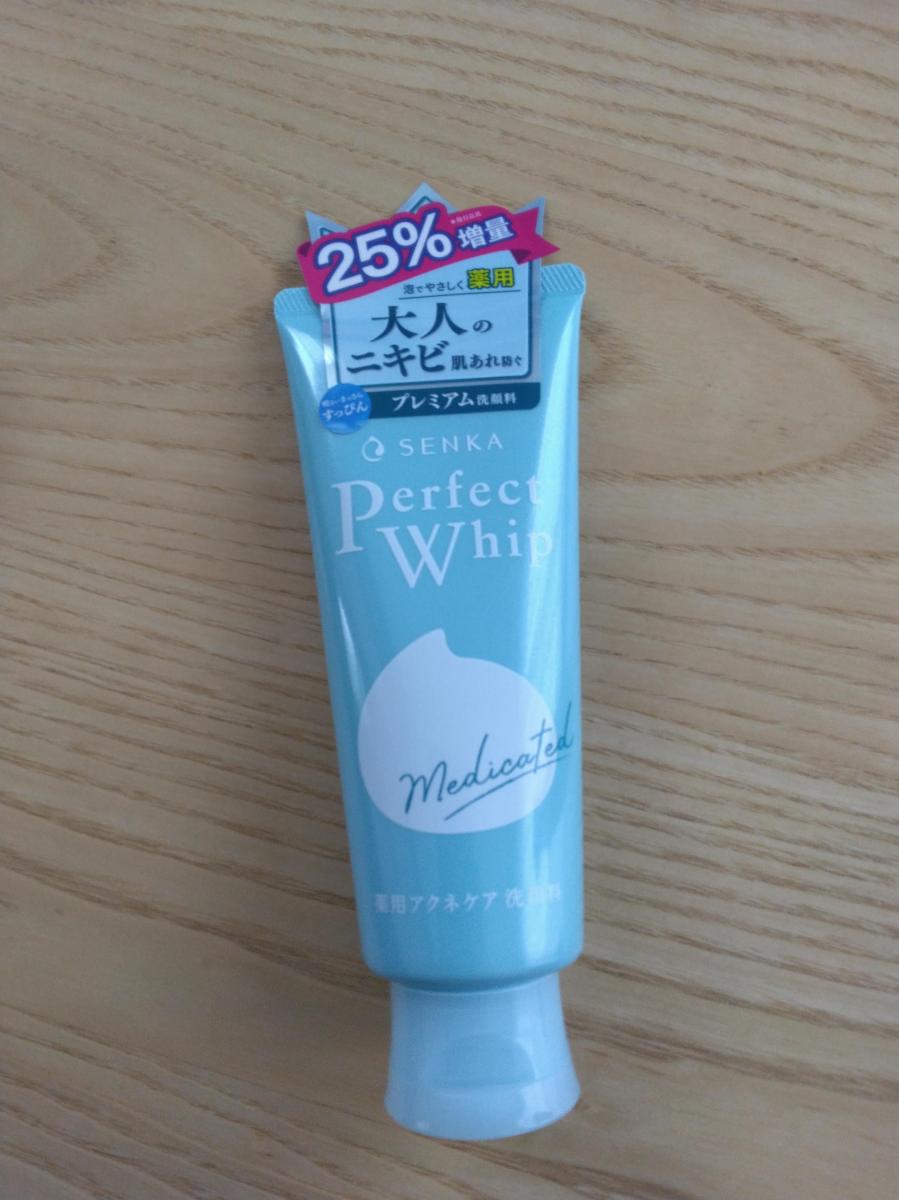 25% 増量
泡でやさしく 薬用
大人の
ニキビ 肌あれ防ぐ
すっぴん
プレミアム洗顔料
SENKA
Perfect
Whip
Medicated
薬用アクネケア 洗顔料